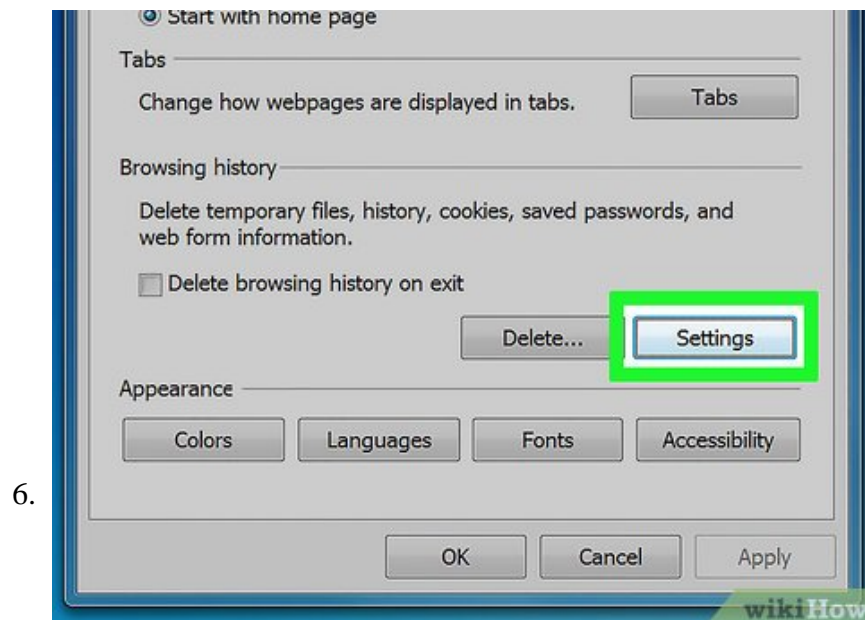 Start with home page
Tabs
Change how webpages are displayed in tabs.
Tabs
Browsing history
Delete temporary files, history, cookies, saved passwords, and
web form information.
Delete browsing history on exit
Delete...
Settings
Appearance
Colors
Languages
Fonts
Accessibility
6.
OK
Cancel
Apply
wikiHow